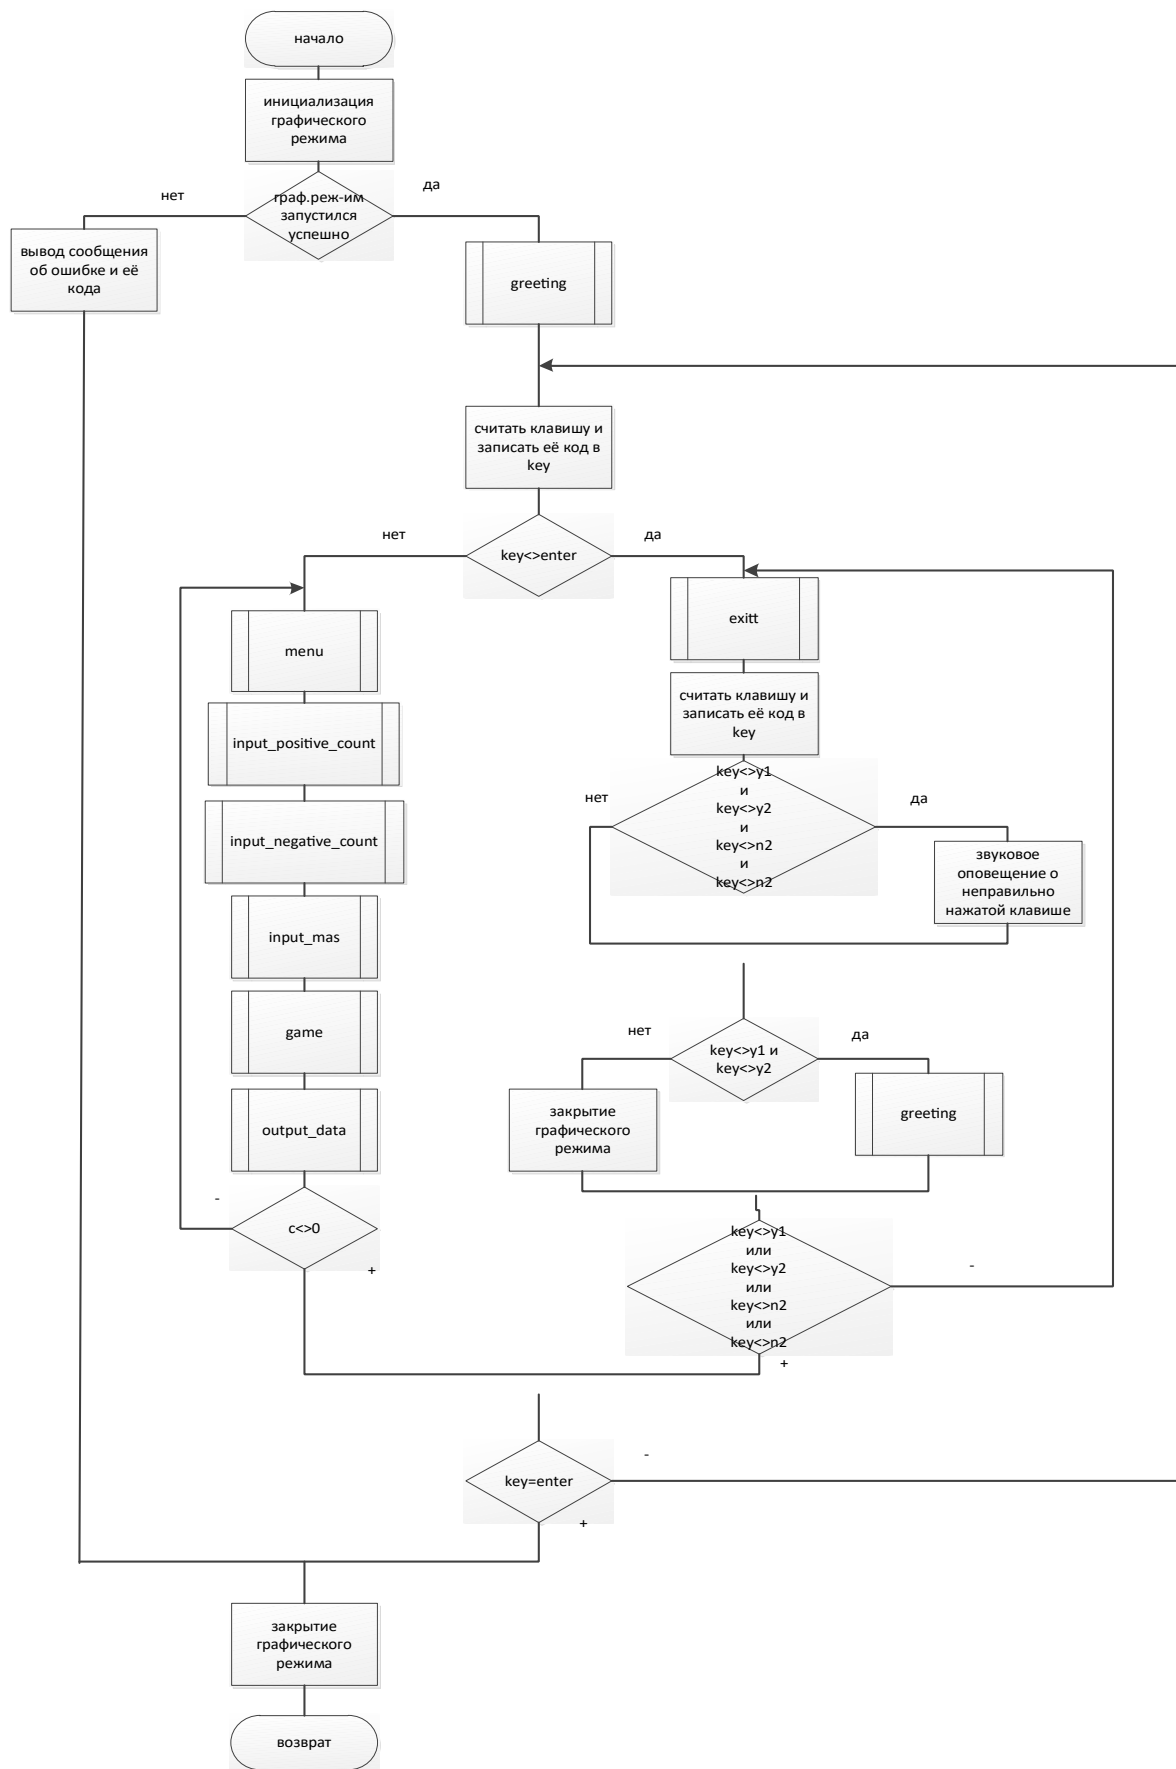 начало
инициализация
графического
режима
нет
да
граф.реж-им
запустился
успешно
вывод сообщения
об ошибке и её
кода
greeting
считать клавишу и
записать её код в
key
нет
да
key<>enter
menu
input_positive_count
input_negative_count
input_mas
game
output_data
-
c<>0
+
exitt
считать клавишу и
записать её код в
key
key<>y1
и
key<>y2
и
key<>n2
и
key<>n2
нет
да
звуковое
оповещение о
неправильно
нажатой клавише
нет
да
key<>y1 и
key<>y2
закрытие
графического
режима
greeting
key<>y1
или
key<>y2
или
key<>n2
или
key<>n2
-
+
key=enter
-
+
закрытие
графического
режима
возврат